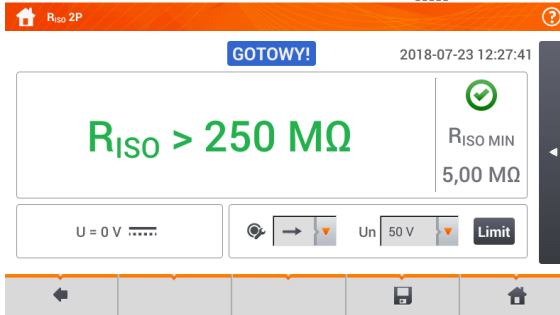 RISO 2P
?
GOTOWY!
2018-07-23 12:27:41
RISO > 250 MΩ
RISO MIN
5,00 MΩ
U = 0 V
Un 50 V Limit